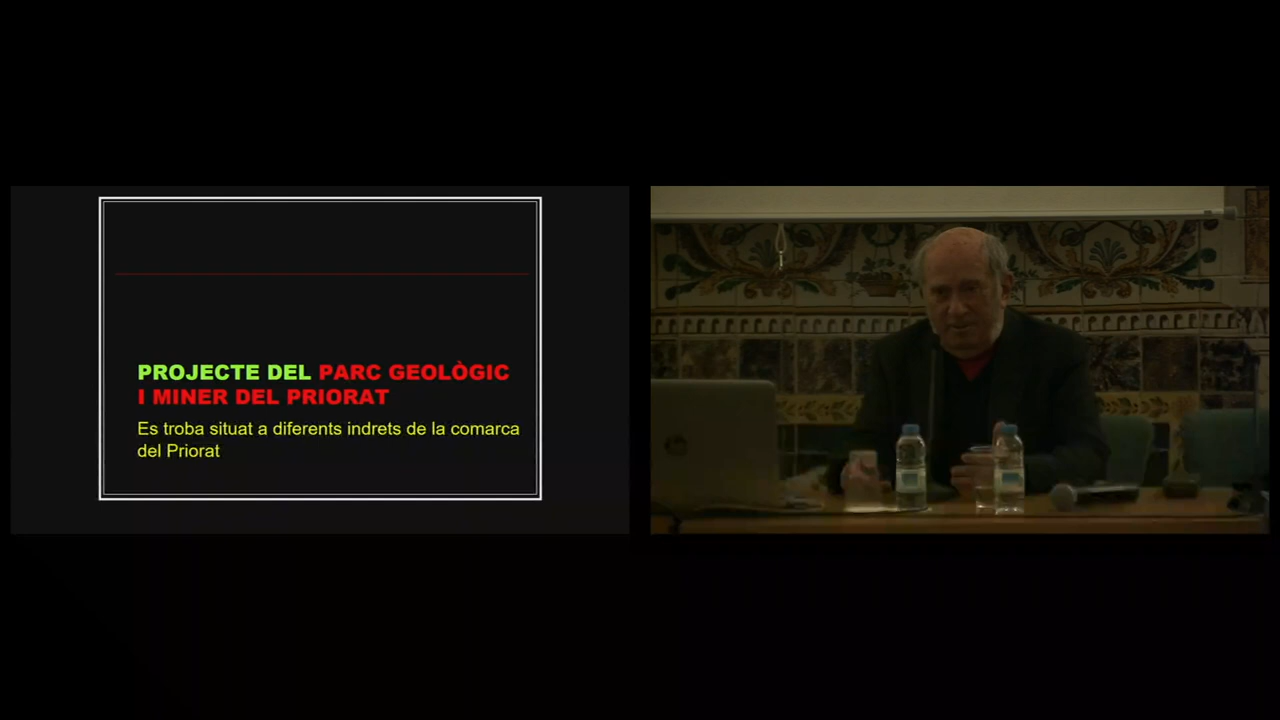 PROJECTE DEL PARC GEOLÒGIC
I MINER DEL PRIORAT
Es troba situat a diferents indrets de la comarca
del Priorat